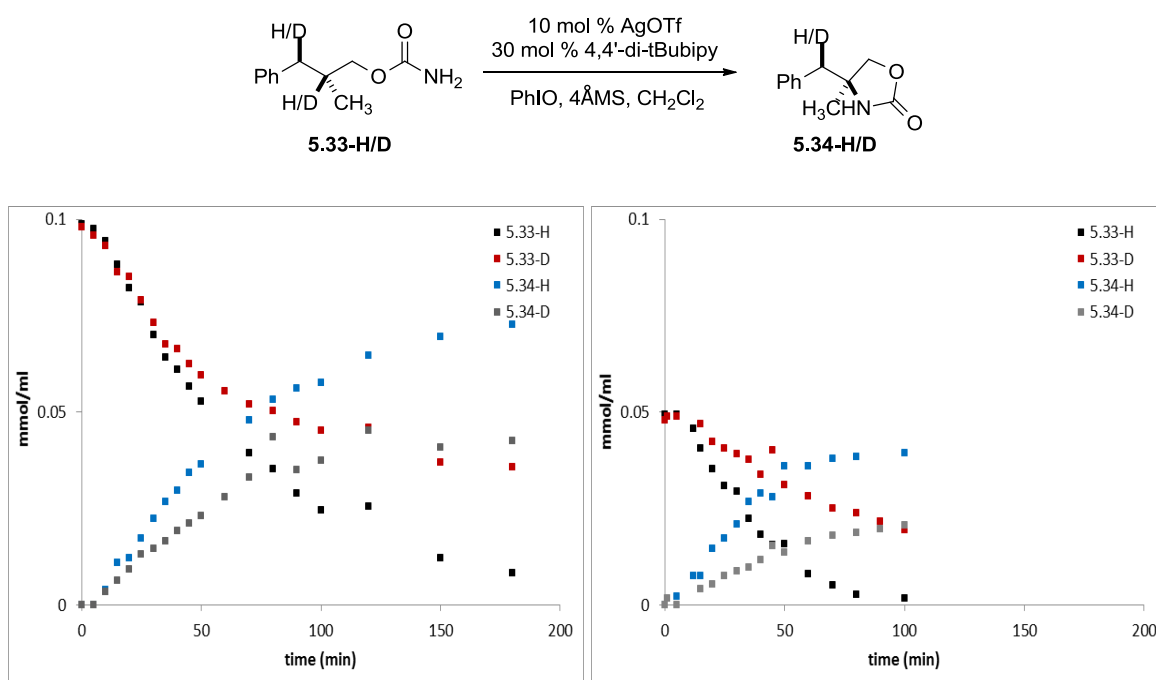 H/D
Ph
H/D
CH3
O
O
NH2
5.33-H/D
10 mol % AgOTf
30 mol % 4,4'-di-tBubipy
PhIO, 4ÅMS, CH2Cl2
H/D
Ph
CH3
HN
O
O
5.34-H/D
0.1
0.05
0
mmol/ml
5.33-H
5.33-D
5.34-H
5.34-D
0 50 100 150 200
time (min)
0.1
0.05
0
mmol/ml
5.33-H
5.33-D
5.34-H
5.34-D
0 50 100 150 200
time (min)